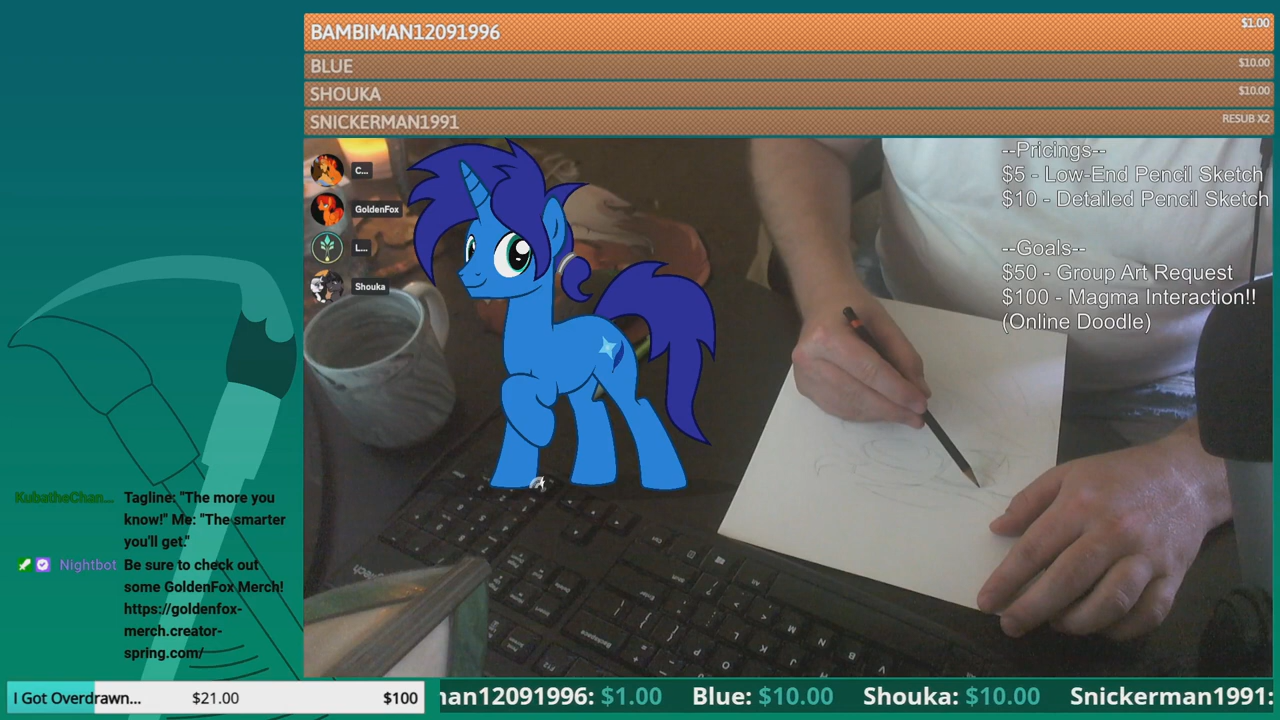 BAMBIMAN12091996 $1.00
BLUE $10.00
SHOUKA $10.00
SNICKERMAN1991 RESUB X2
C...
GoldenFox
L...
Shouka
--Pricings--
$5 - Low-End Pencil Sketch
$10 - Detailed Pencil Sketch
--Goals--
$50 - Group Art Request
$100 - Magma Interaction!!
(Online Doodle)
KubatheChan... Tagline: "The more you
know!" Me: "The smarter
you'll get."
Nightbot Be sure to check out
some GoldenFox Merch!
https://goldenfox-
merch.creator-
spring.com/
I Got Overdrawn... $21.00 $100
nan12091996: $1.00 Blue: $10.00 Shouka: $10.00 Snickerman1991: